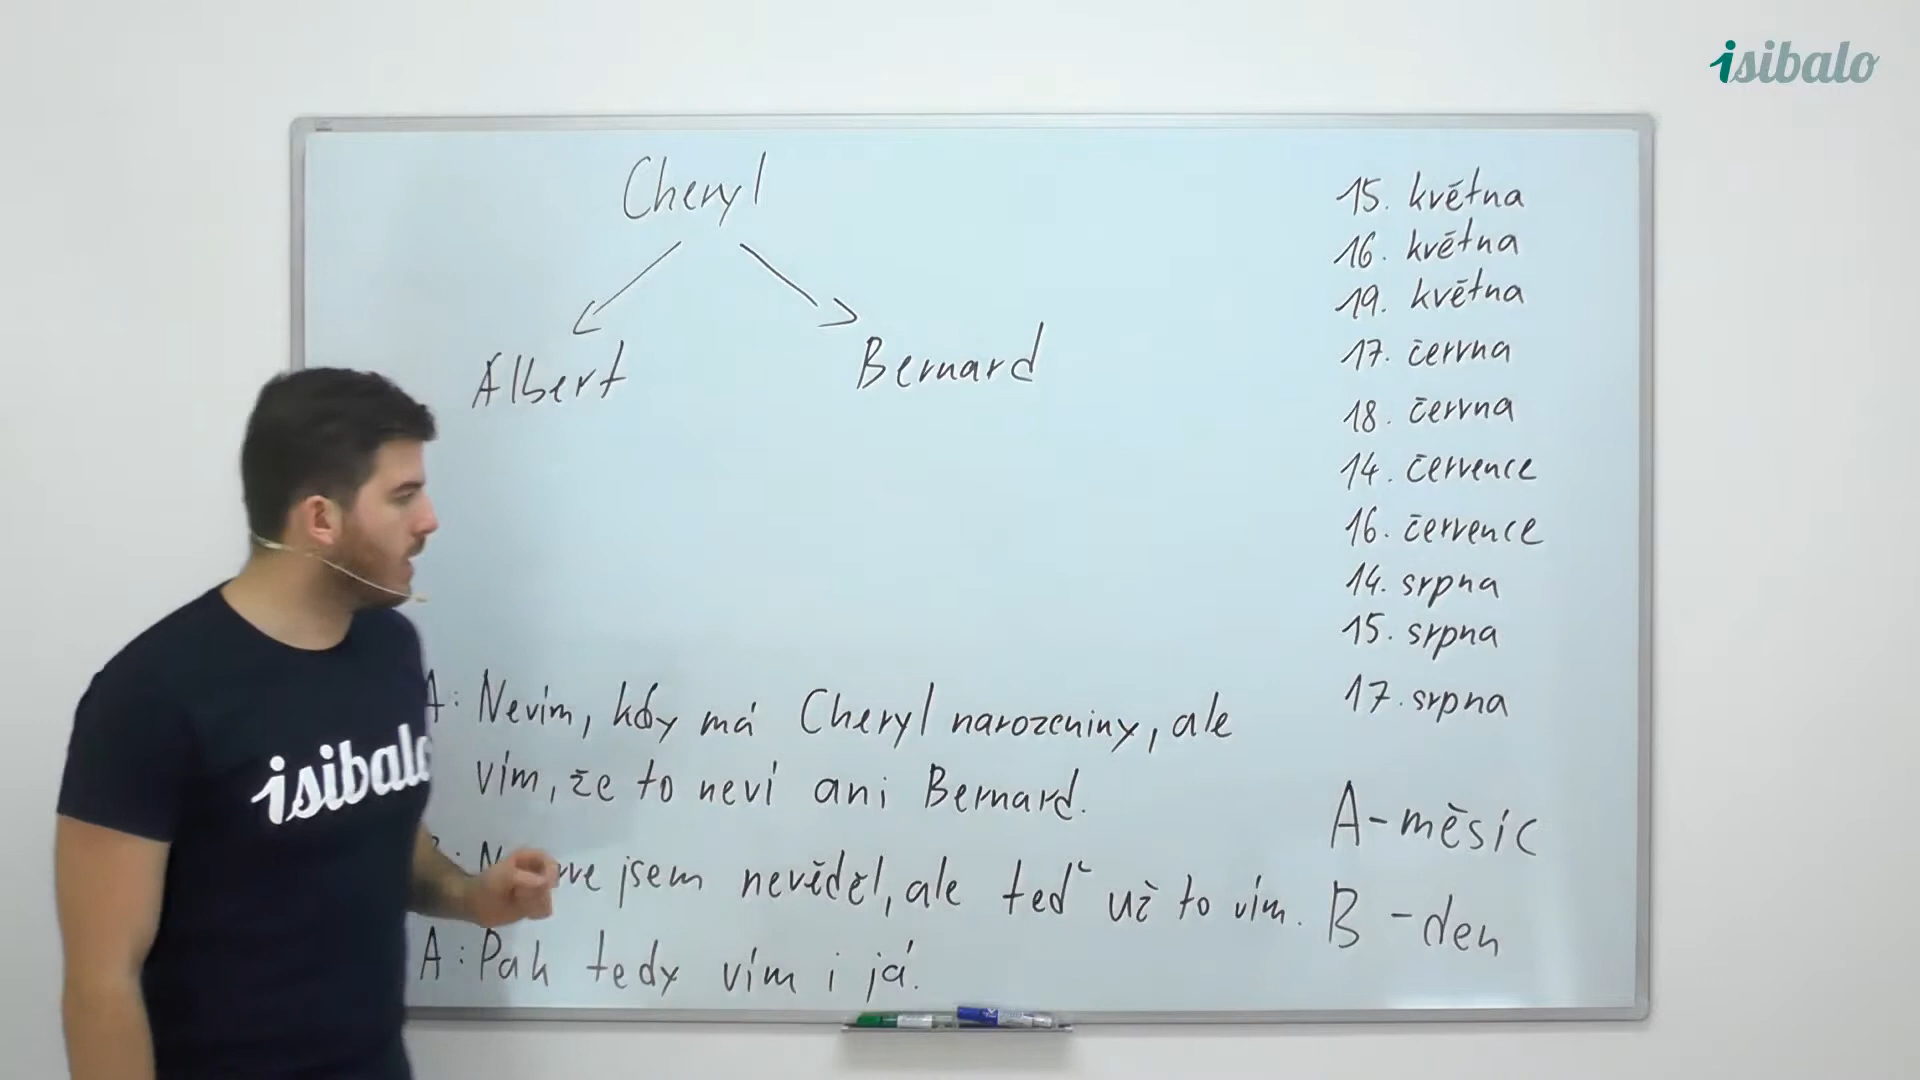 isibalo
Cheryl
Albert
Bernard
15. května
16. května
19. května
17. června
18. června
14. července
16. července
14. srpna
15. srpna
17. srpna
A-měsíc
B-den
A: Nevím, kdy má Cheryl narozeniny, ale
vím, že to neví ani Bernard.
jsem nevěděl, ale teď už to vím.
A: Pak tedy vím i já.
isibalo